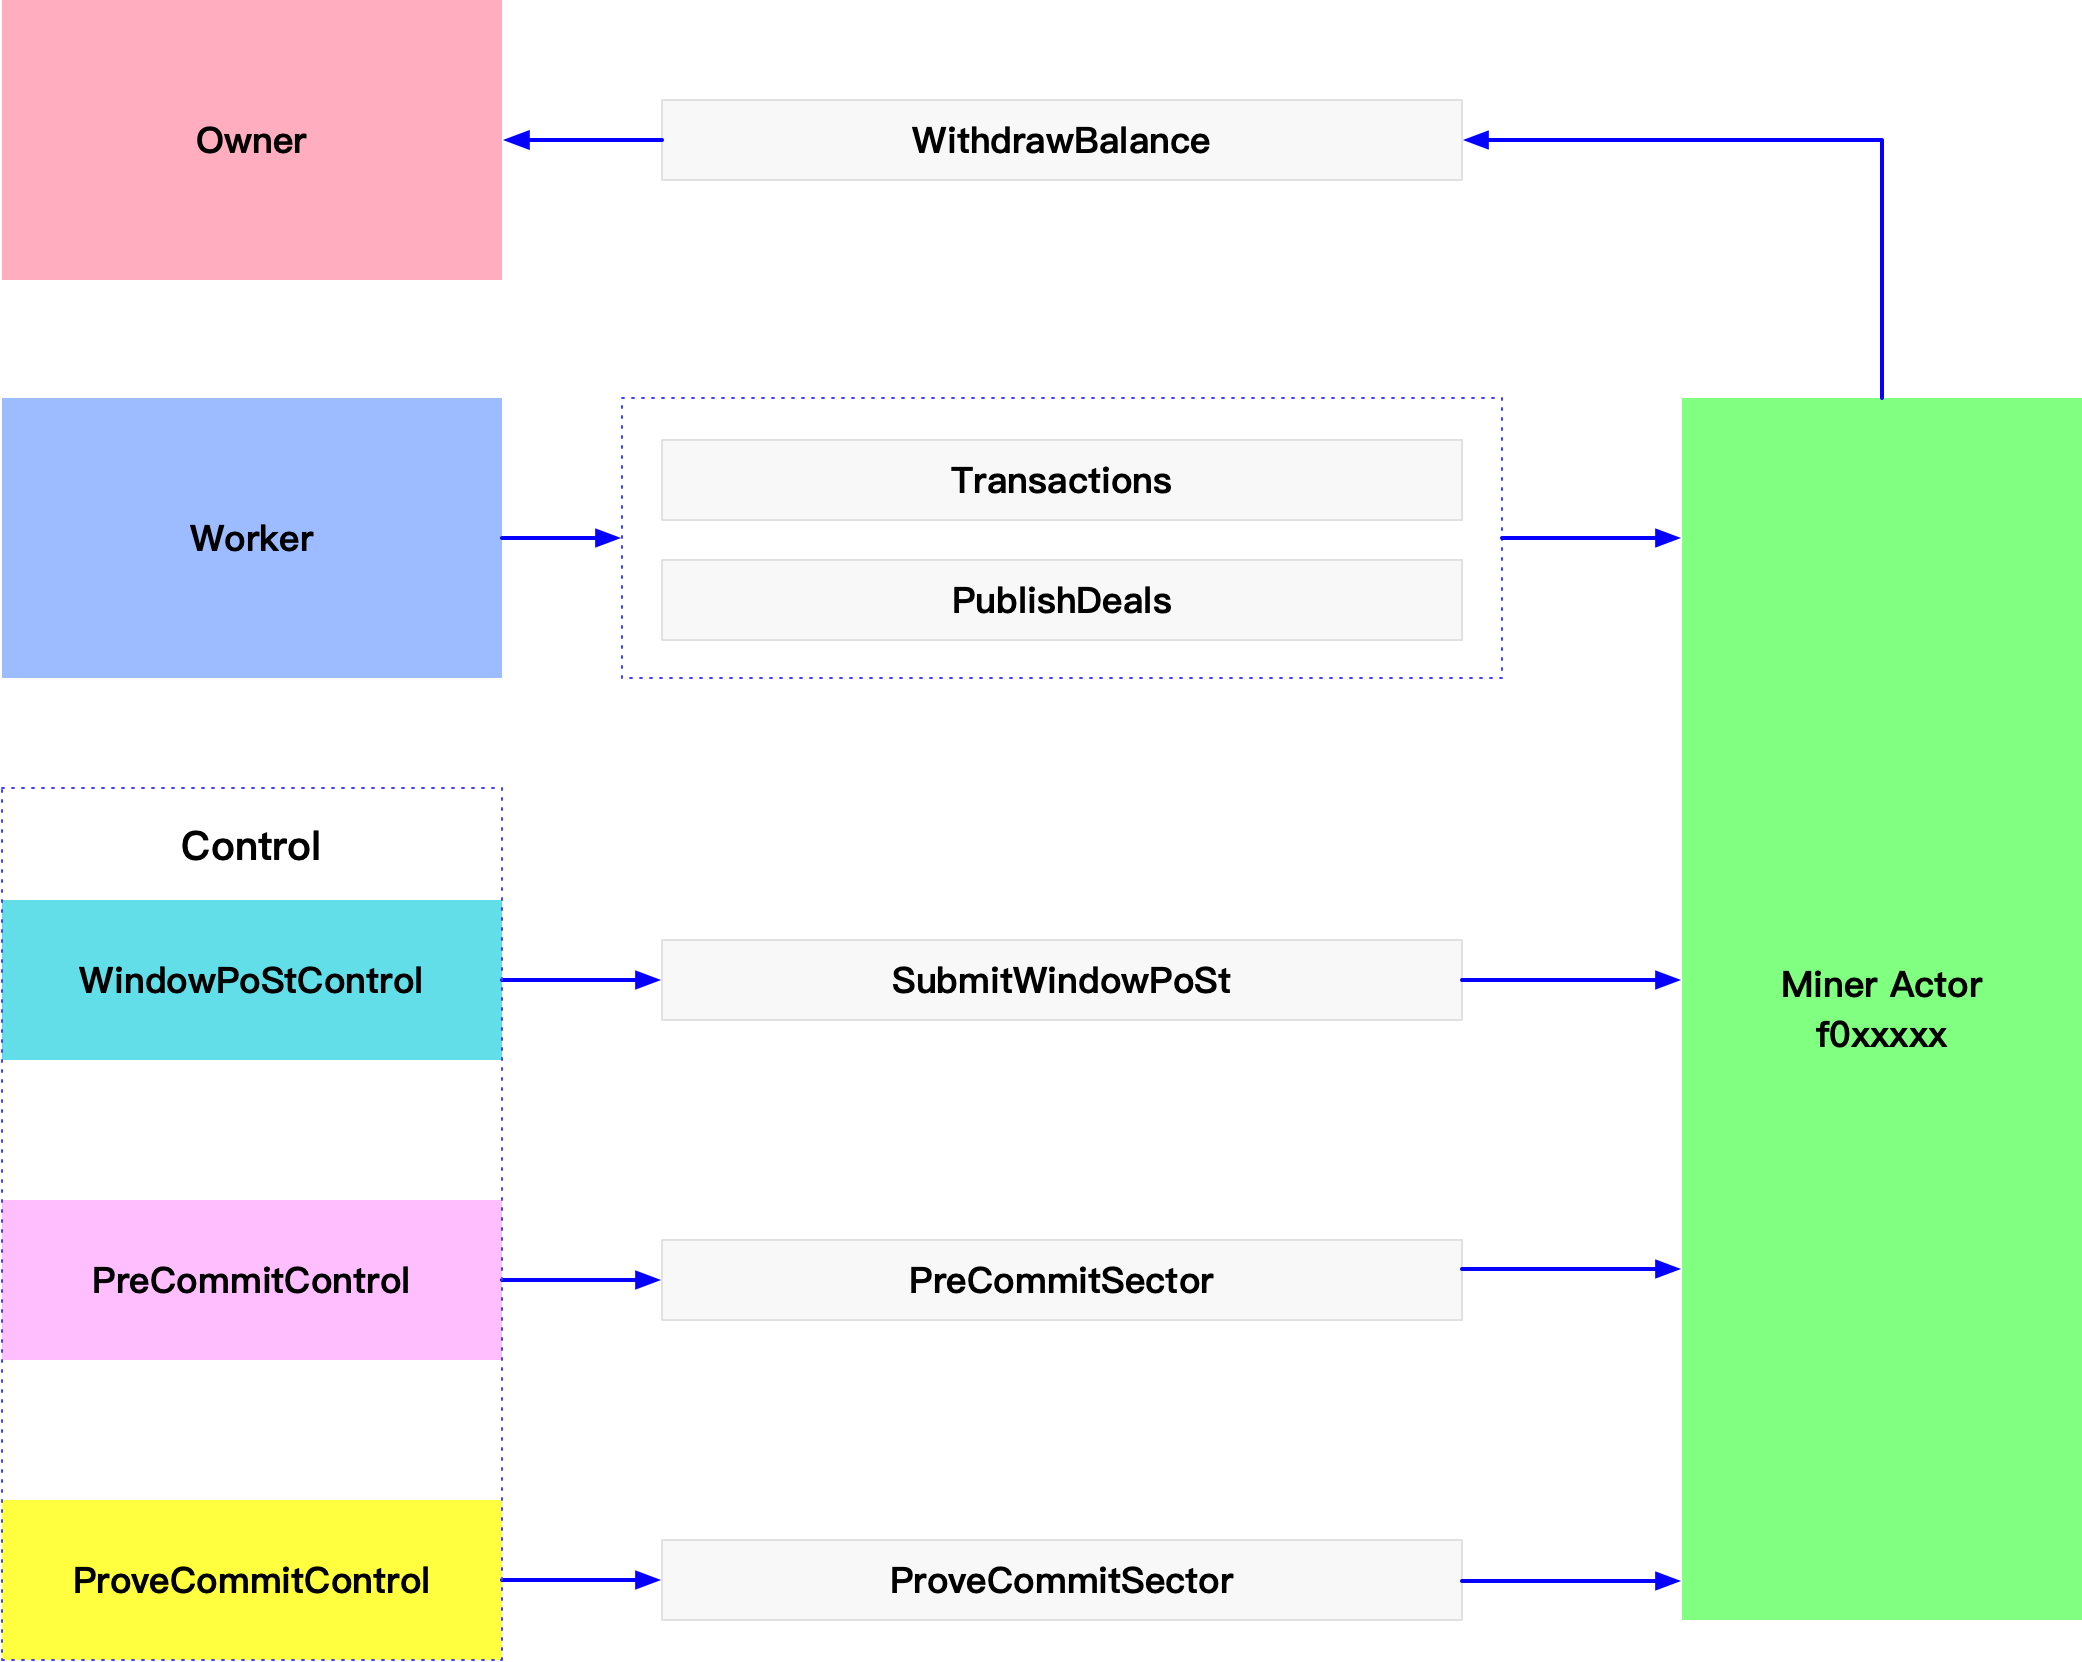 Owner
WithdrawBalance
Worker
Transactions
PublishDeals
Control
WindowPoStControl
SubmitWindowPoSt
Miner Actor
f0xxxxx
PreCommitControl
PreCommitSector
ProveCommitControl
ProveCommitSector